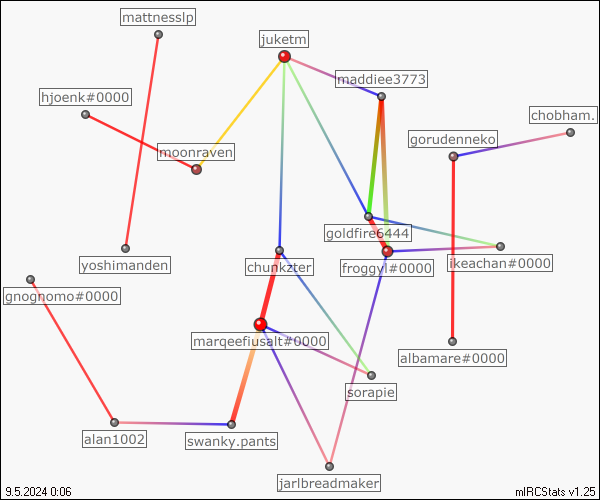 mattnesslp
juketm
maddiee3773
hjoenk#0000
chobham.
gorudenneko
moonraven
goldfire6444
yoshimanden
chunkzter
froggyl#0000
ikeachan#0000
gnognomo#0000
marqeefiusalt#0000
albamare#0000
sorapie
alan1002
swanky.pants
jarlbreadmaker
9.5.2024 0:06
mIRCStats v1.25